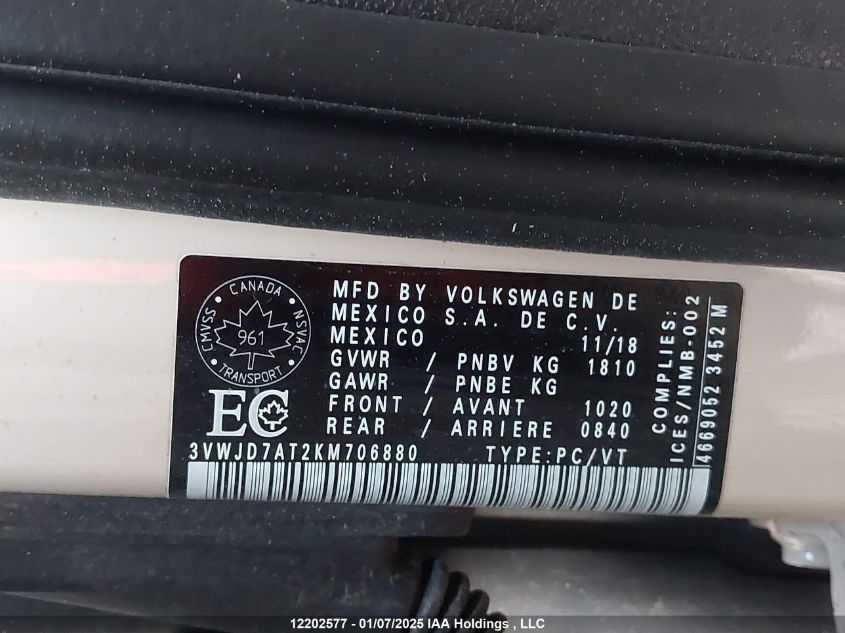 CANADA
CMVSS
961
NSVAC
TRANSPORT
EC
MFD BY VOLKSWAGEN DE
MEXICO S.A. DE C.V.
MEXICO 11/18
GVWR / PNBV KG 1810
GAWR / PNBE KG
FRONT / AVANT 1020
REAR / ARRIERE 0840
3VWJD7AT2KM706880 TYPE:PC/VT
COMPLIES:
ICES/NMB-002
4669052 3452 M
12202577 - 01/07/2025 IAA Holdings , LLC